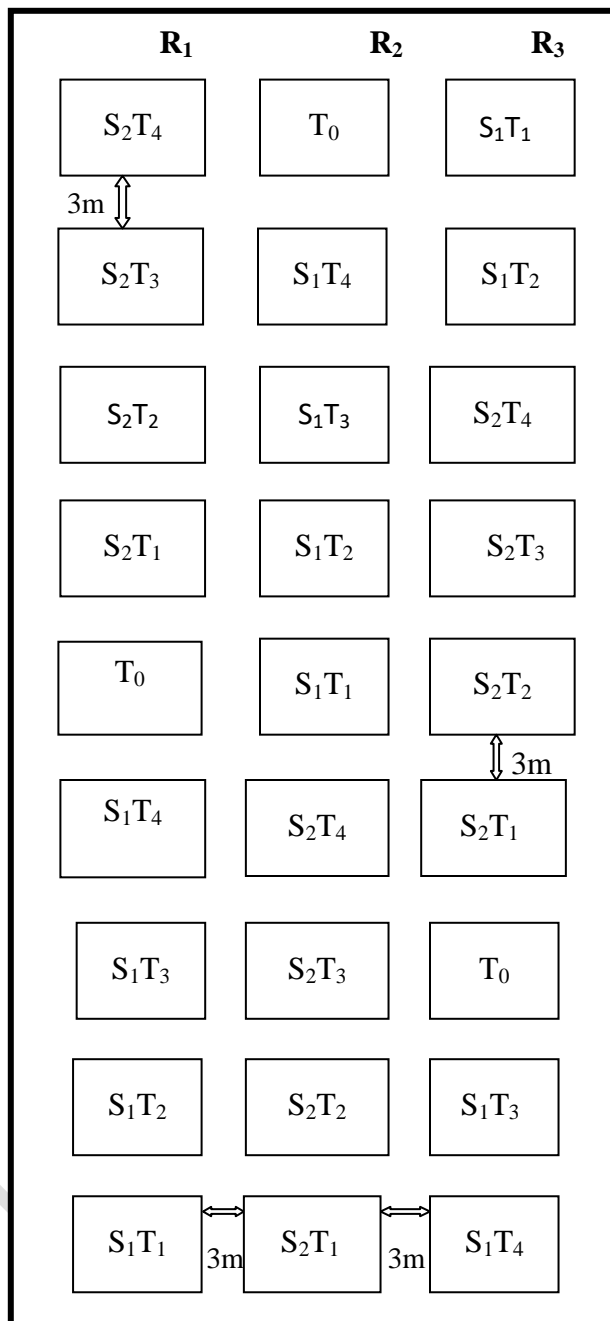 R₁ R₂ R₃
S₂T₄ T₀ S₁T₁
3m
S₂T₃ S₁T₄ S₁T₂
S₂T₂ S₁T₃ S₂T₄
S₂T₁ S₁T₂ S₂T₃
T₀ S₁T₁ S₂T₂
3m
S₁T₄ S₂T₄ S₂T₁
S₁T₃ S₂T₃ T₀
S₁T₂ S₂T₂ S₁T₃
S₁T₁ S₂T₁ S₁T₄
3m 3m